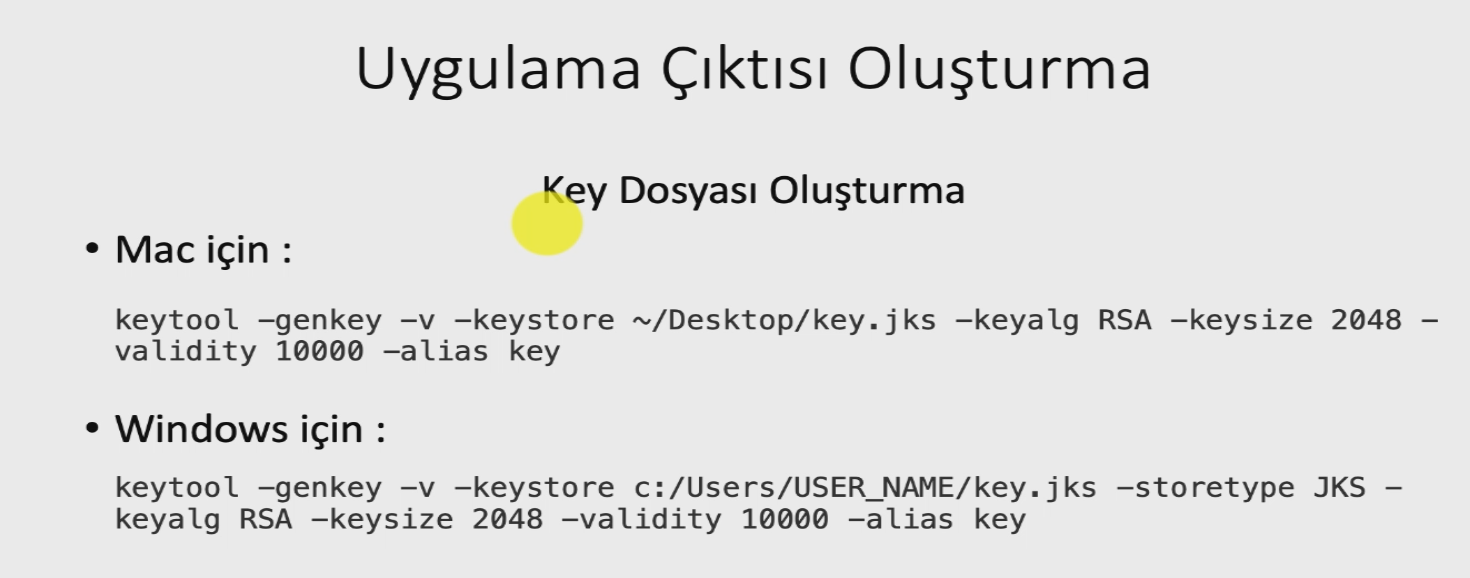 Uygulama Çıktısı Oluşturma
Key Dosyası Oluşturma
• Mac için :
keytool –genkey –v –keystore ~/Desktop/key.jks –keyalg RSA –keysize 2048 –
validity 10000 –alias key
• Windows için :
keytool –genkey –v –keystore c:/Users/USER_NAME/key.jks –storetype JKS –
keyalg RSA –keysize 2048 –validity 10000 –alias key